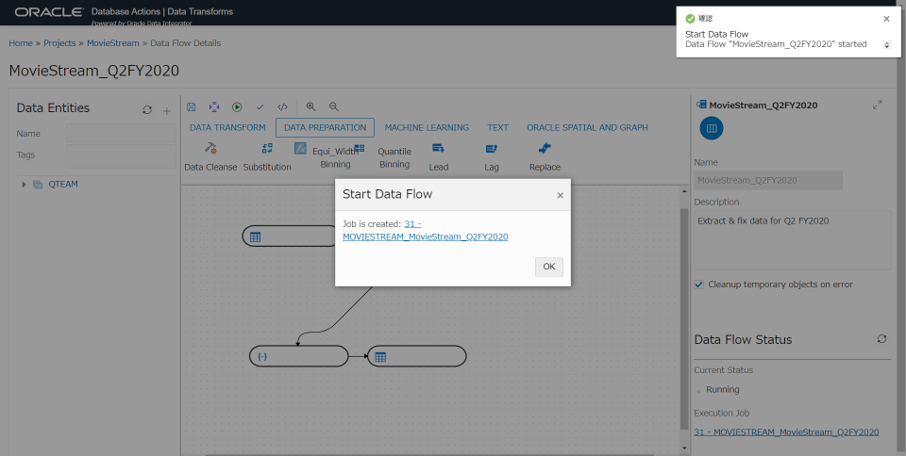 ORACLE Database Actions | Data Transforms
Powered by Oracle Data Integrator
確認
Start Data Flow
Data Flow "MovieStream_Q2FY2020" started
Home » Projects » MovieStream » Data Flow Details
MovieStream_Q2FY2020
Data Entities
Name
Tags
QTEAM
DATA TRANSFORM DATA PREPARATION MACHINE LEARNING TEXT ORACLE SPATIAL AND GRAPH
Data Cleanse Substitution Equi_Width Binning Quantile Binning Lead Lag Replace
Start Data Flow
Job is created: 31 -
MOVIESTREAM_MovieStream_Q2FY2020
OK
MovieStream_Q2FY2020
Name
MovieStream_Q2FY2020
Description
Extract & fix data for Q2 FY2020
Cleanup temporary objects on error
Data Flow Status
Current Status
Running
Execution Job
31 - MOVIESTREAM_MovieStream_Q2FY2020